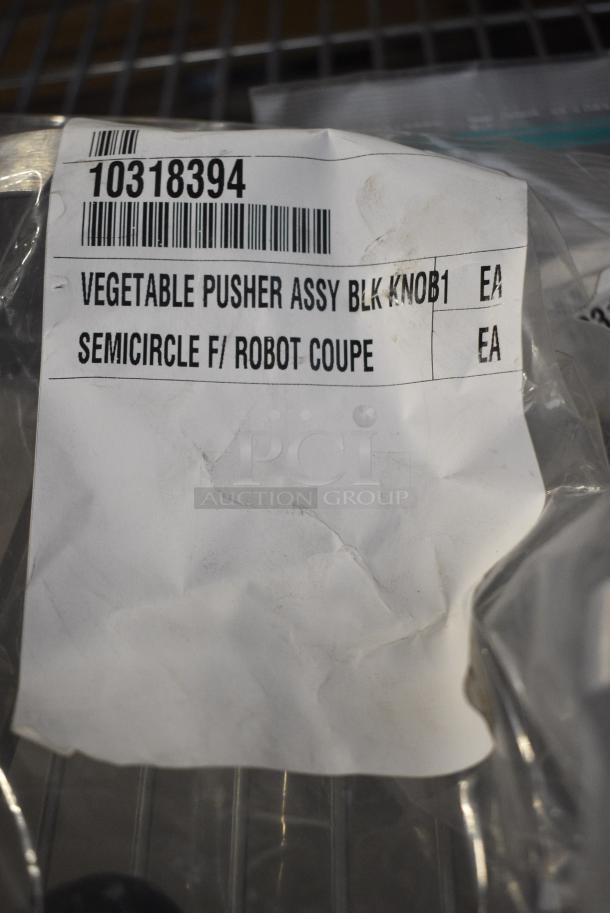 10318394
VEGETABLE PUSHER ASSY BLK KNOB1 EA
SEMICIRCLE F/ ROBOT COUPE EA
PCi
AUCTION GROUP